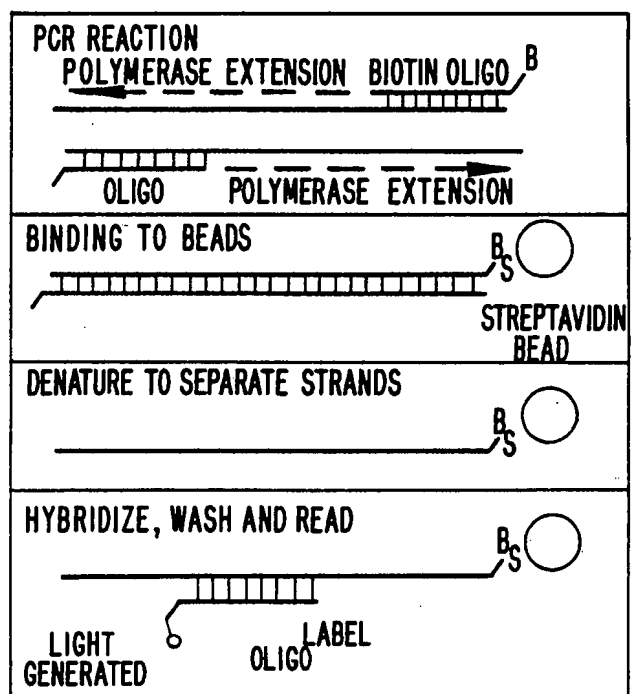 PCR REACTION
POLYMERASE EXTENSION BIOTIN OLIGO B
OLIGO POLYMERASE EXTENSION
BINDING TO BEADS
B
S
STREPTAVIDIN
BEAD
DENATURE TO SEPARATE STRANDS
B
S
HYBRIDIZE, WASH AND READ
B
S
LIGHT
GENERATED
OLIGO
LABEL